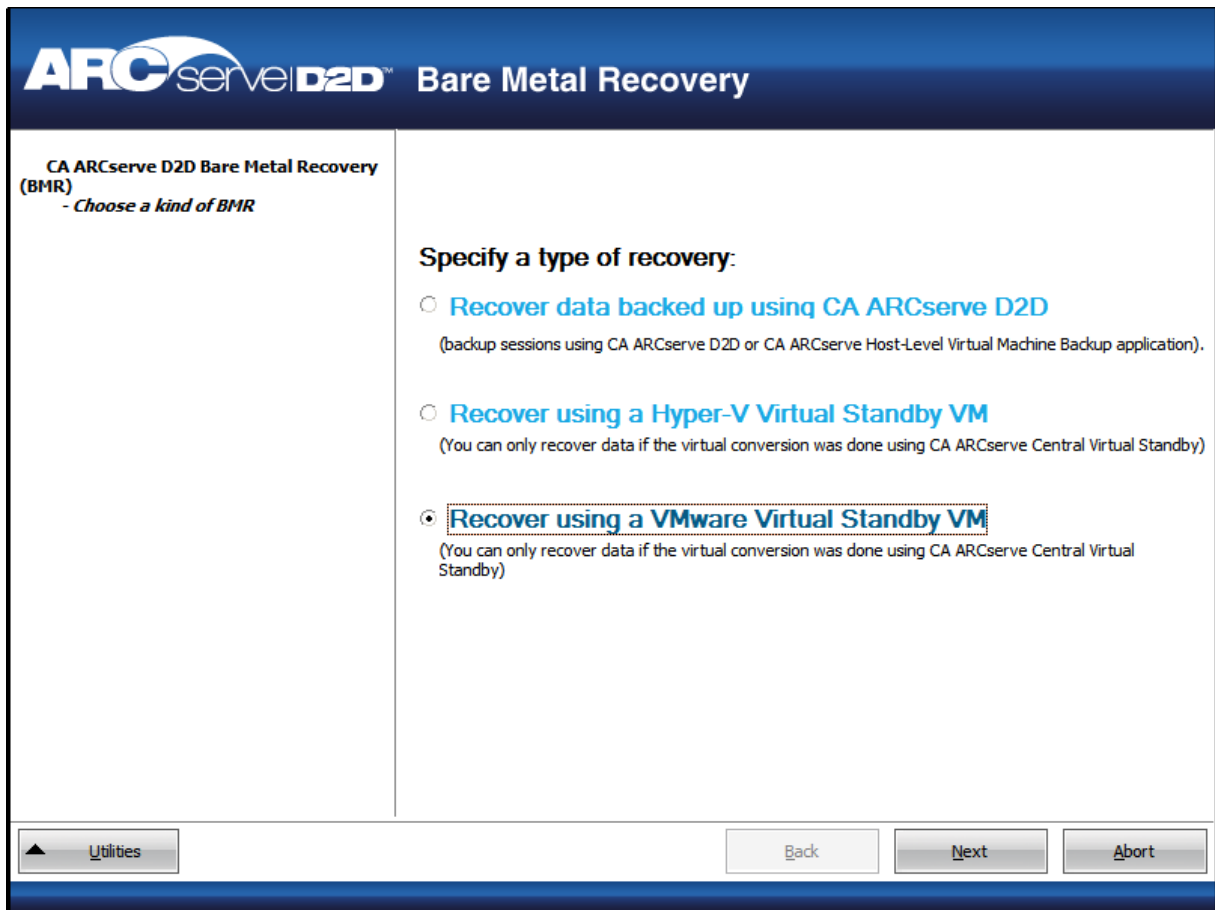 ARCserve D2D™ Bare Metal Recovery
CA ARCserve D2D Bare Metal Recovery
(BMR)
- Choose a kind of BMR
Specify a type of recovery:
Recover data backed up using CA ARCserve D2D
(backup sessions using CA ARCserve D2D or CA ARCserve Host-Level Virtual Machine Backup application).
Recover using a Hyper-V Virtual Standby VM
(You can only recover data if the virtual conversion was done using CA ARCserve Central Virtual Standby)
Recover using a VMware Virtual Standby VM
(You can only recover data if the virtual conversion was done using CA ARCserve Central Virtual
Standby)
Utilities
Back
Next
Abort